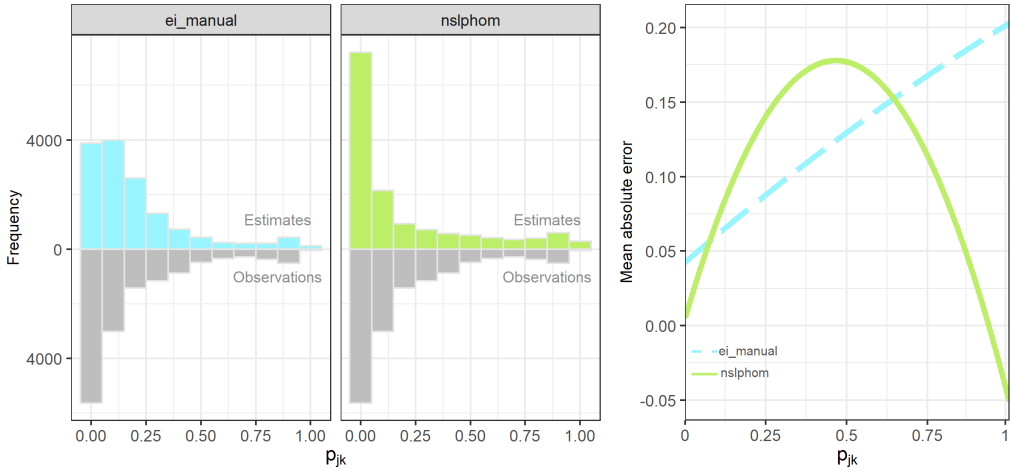 ei_manual
nslphom
Frequency
4000
0
4000
Estimates
Observations
Estimates
Observations
0.00 0.25 0.50 0.75 1.00
0.00 0.25 0.50 0.75 1.00
pjk
Mean absolute error
0.20
0.15
0.10
0.05
0.00
-0.05
ei_manual
nslphom
0 0.25 0.5 0.75 1
pjk